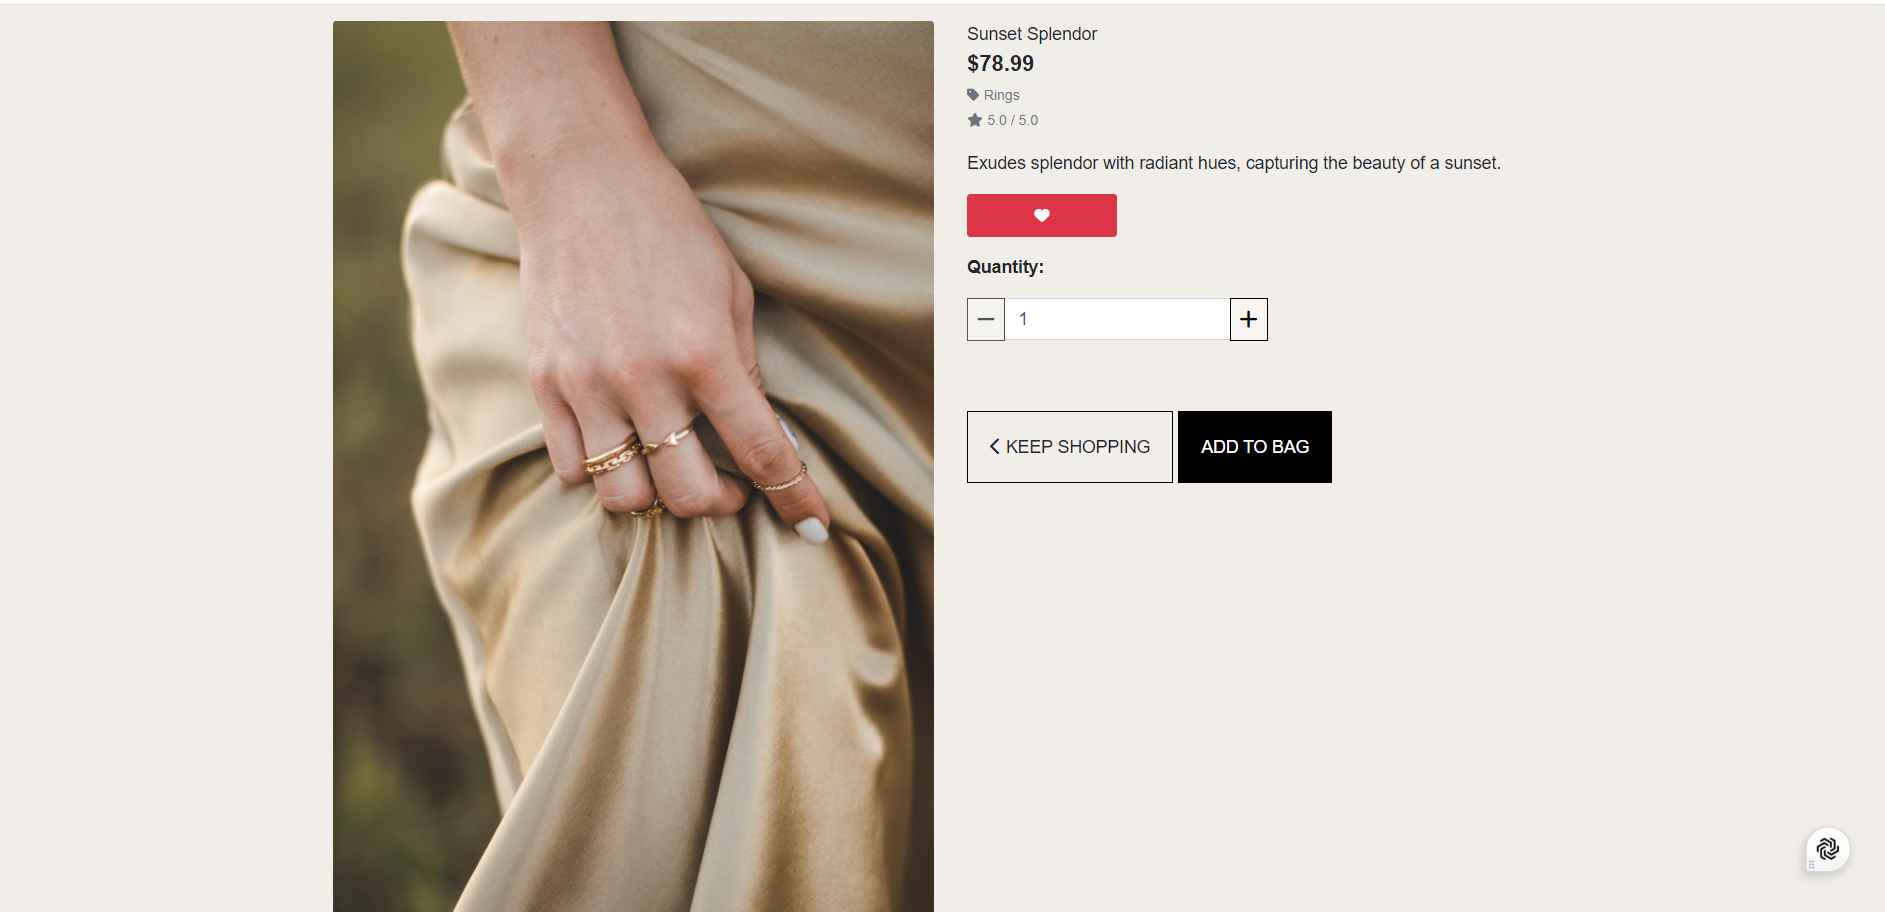 Sunset Splendor
$78.99
Rings
5.0 / 5.0
Exudes splendor with radiant hues, capturing the beauty of a sunset.
Quantity:
1
KEEP SHOPPING
ADD TO BAG